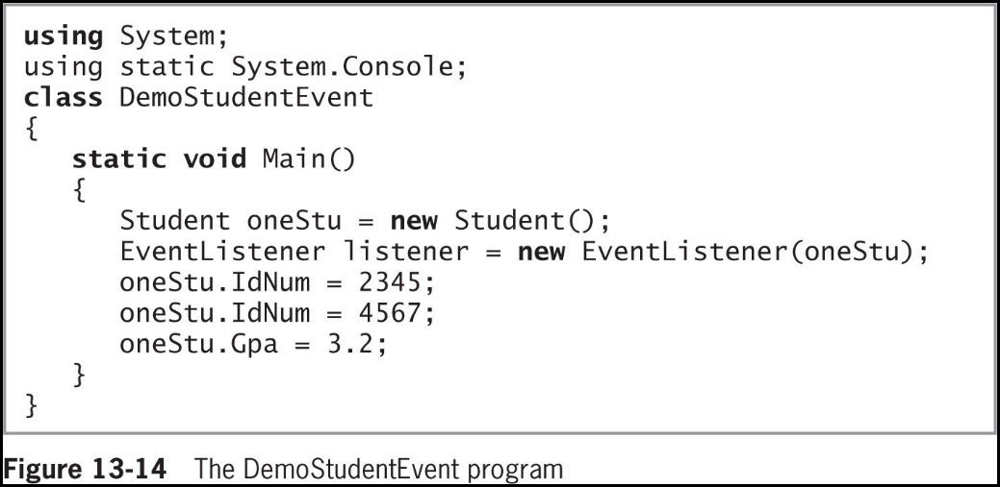 using System;
using static System.Console;
class DemoStudentEvent
{
   static void Main()
   {
      Student oneStu = new Student();
      EventListener listener = new EventListener(oneStu);
      oneStu.IdNum = 2345;
      oneStu.IdNum = 4567;
      oneStu.Gpa = 3.2;
   }
}
Figure 13-14 The DemoStudentEvent program